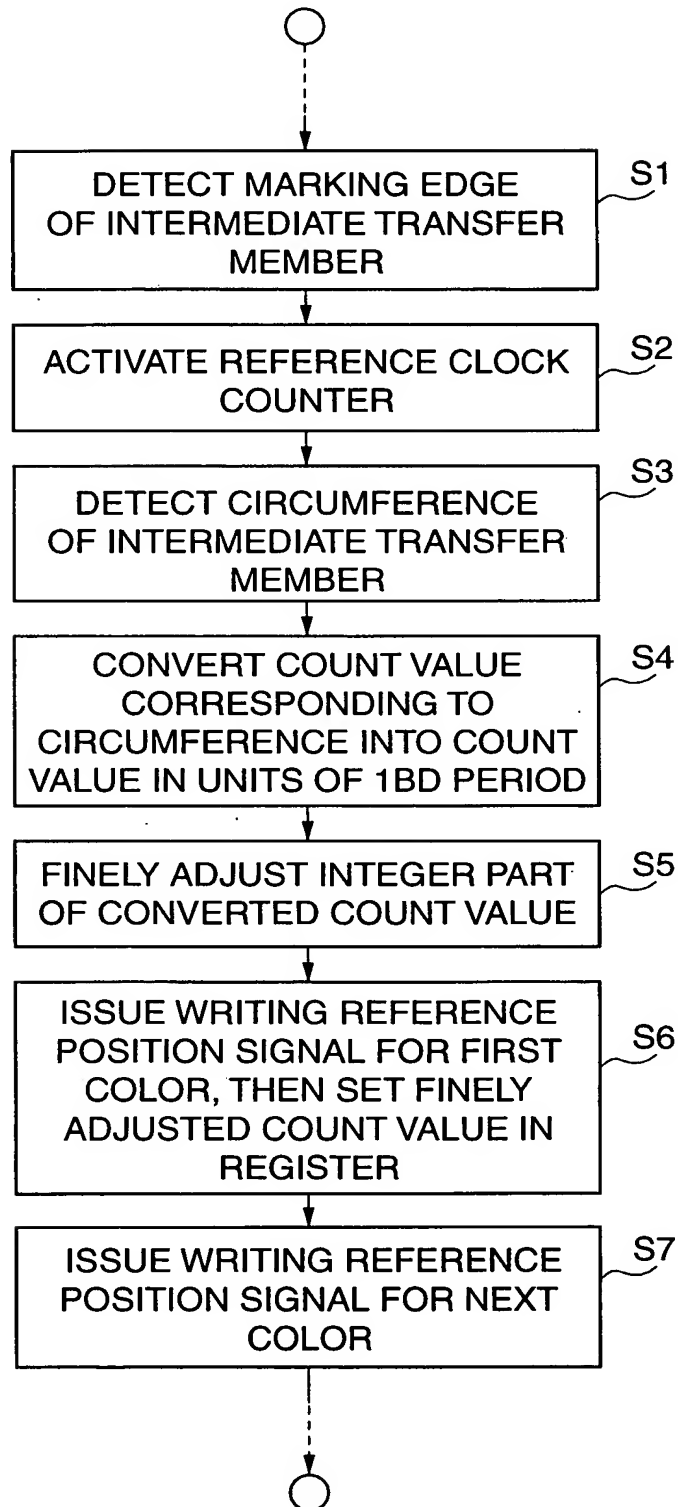 S1
DETECT MARKING EDGE
OF INTERMEDIATE TRANSFER
MEMBER
S2
ACTIVATE REFERENCE CLOCK
COUNTER
S3
DETECT CIRCUMFERENCE
OF INTERMEDIATE TRANSFER
MEMBER
S4
CONVERT COUNT VALUE
CORRESPONDING TO
CIRCUMFERENCE INTO COUNT
VALUE IN UNITS OF 1BD PERIOD
S5
FINELY ADJUST INTEGER PART
OF CONVERTED COUNT VALUE
S6
ISSUE WRITING REFERENCE
POSITION SIGNAL FOR FIRST
COLOR, THEN SET FINELY
ADJUSTED COUNT VALUE IN
REGISTER
S7
ISSUE WRITING REFERENCE
POSITION SIGNAL FOR NEXT
COLOR